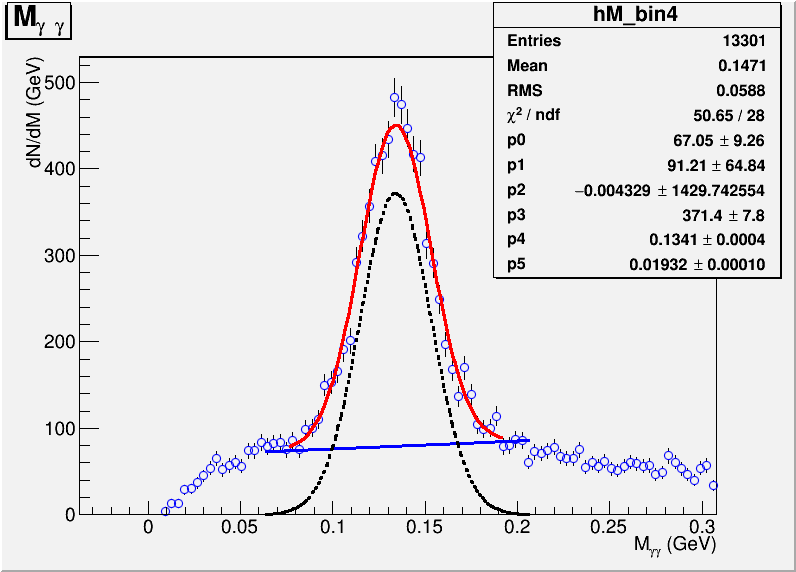 M γ γ
hM_bin4
Entries 13301
Mean 0.1471
RMS 0.0588
χ² / ndf 50.65 / 28
p0 67.05 ± 9.26
p1 91.21 ± 64.84
p2 −0.004329 ± 1429.742554
p3 371.4 ± 7.8
p4 0.1341 ± 0.0004
p5 0.01932 ± 0.00010
dN/dM (GeV)
500
400
300
200
100
0
0 0.05 0.1 0.15 0.2 0.25 0.3
Mγγ (GeV)